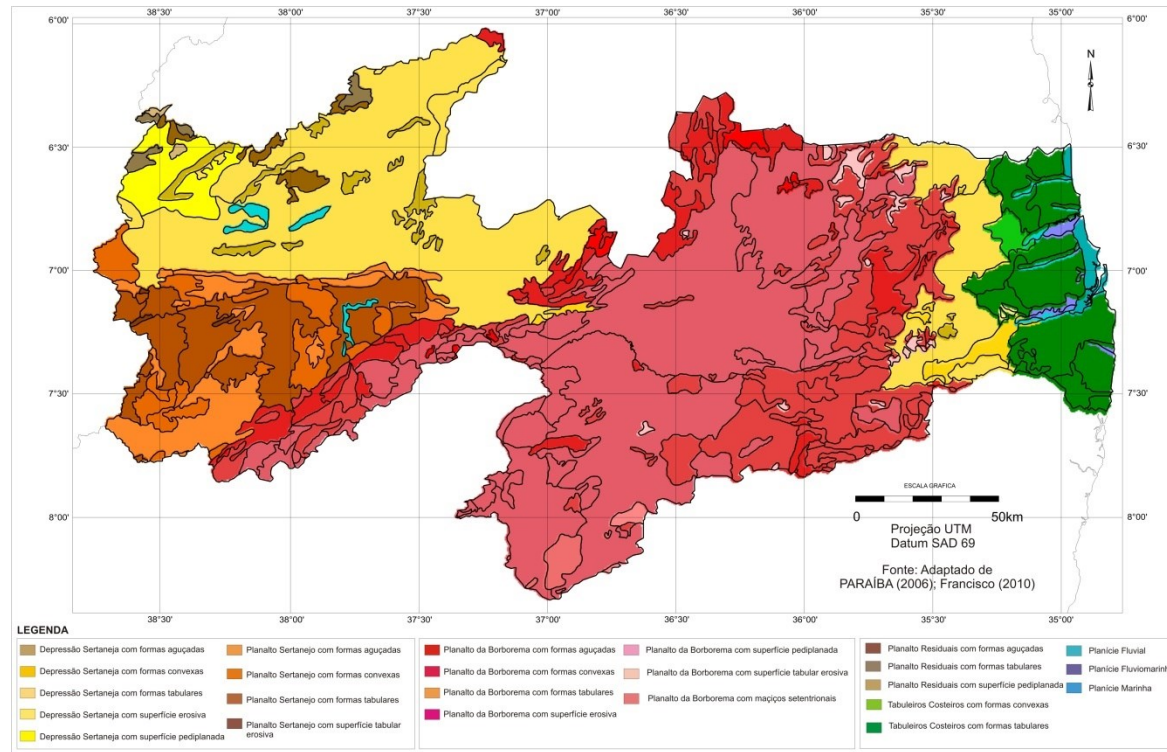 38°30' 38°00' 37°30' 37°00' 36°30' 36°00' 35°30' 35°00'
6°00' 6°00'
N
6°30' 6°30'
7°00' 7°00'
7°30' 7°30'
8°00' 8°00'
ESCALA GRAFICA
0 50km
Projeção UTM
Datum SAD 69
Fonte: Adaptado de
PARAÍBA (2006); Francisco (2010)
38°30' 38°00' 37°30' 37°00' 36°30' 36°00' 35°30' 35°00'
LEGENDA
Depressão Sertaneja com formas aguçadas
Depressão Sertaneja com formas convexas
Depressão Sertaneja com formas tabulares
Depressão Sertaneja com superfície erosiva
Depressão Sertaneja com superfície pediplanada
Planalto Sertanejo com formas aguçadas
Planalto Sertanejo com formas convexas
Planalto Sertanejo com formas tabulares
Planalto Sertanejo com superfície tabular
erosiva
Planalto da Borborema com formas aguçadas
Planalto da Borborema com formas convexas
Planalto da Borborema com formas tabulares
Planalto da Borborema com superfície erosiva
Planalto da Borborema com superfície pediplanada
Planalto da Borborema com superfície tabular erosiva
Planalto da Borborema com maciços setentrionais
Planalto Residuais com formas aguçadas
Planalto Residuais com formas tabulares
Planalto Residuais com superfície pediplanada
Tabuleiros Costeiros com formas convexas
Tabuleiros Costeiros com formas tabulares
Planície Fluvial
Planície Fluviomarinh
Planície Marinha